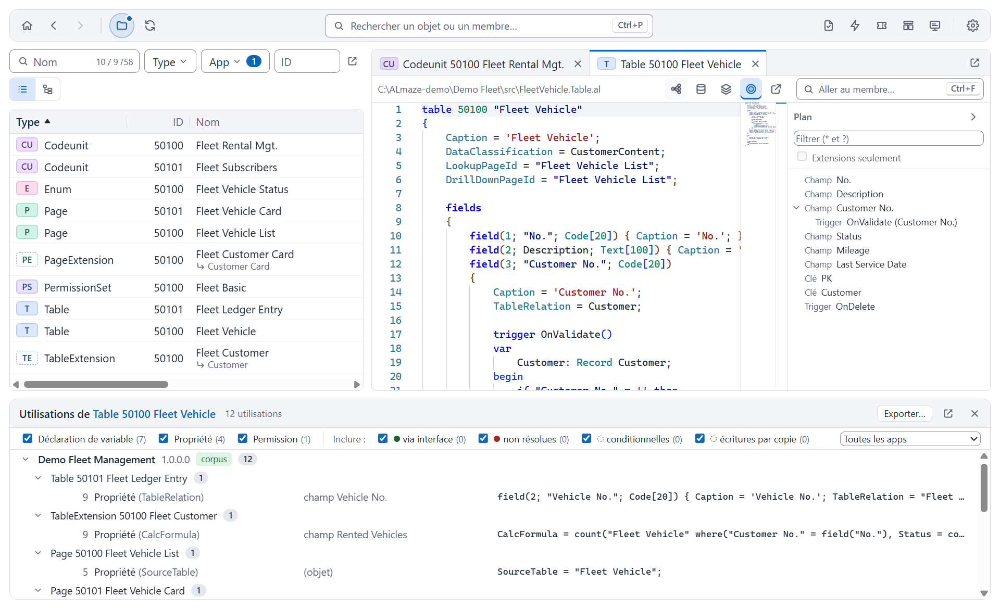 Rechercher un objet ou un membre... Ctrl+P
Nom 10 / 9 758 Type App 1 ID
Type ID Nom
CU Codeunit 50100 Fleet Rental Mgt.
CU Codeunit 50101 Fleet Subscribers
E Enum 50100 Fleet Vehicle Status
P Page 50101 Fleet Vehicle Card
P Page 50100 Fleet Vehicle List
PE PageExtension 50100 Fleet Customer Card
↳ Customer Card
PS PermissionSet 50100 Fleet Basic
T Table 50101 Fleet Ledger Entry
T Table 50100 Fleet Vehicle
TE TableExtension 50100 Fleet Customer
↳ Customer
CU Codeunit 50100 Fleet Rental Mgt. T Table 50100 Fleet Vehicle
C:\ALmaze-demo\Demo Fleet\src\FleetVehicle.Table.al
Aller au membre... Ctrl+F
1 table 50100 "Fleet Vehicle"
2 {
3 Caption = 'Fleet Vehicle';
4 DataClassification = CustomerContent;
5 LookupPageId = "Fleet Vehicle List";
6 DrillDownPageId = "Fleet Vehicle List";
7
8 fields
9 {
10 field(1; "No."; Code[20]) { Caption = 'No.'; }
11 field(2; Description; Text[100]) { Caption = '
12 field(3; "Customer No."; Code[20])
13 {
14 Caption = 'Customer No.';
15 TableRelation = Customer;
16
17 trigger OnValidate()
18 var
19 Customer: Record Customer;
20 begin
21 if "Customer No." = '' then
Plan
Filtrer (* et ?)
Extensions seulement
Champ No.
Champ Description
Champ Customer No.
Trigger OnValidate (Customer No.)
Champ Status
Champ Mileage
Champ Last Service Date
Clé PK
Clé Customer
Trigger OnDelete
Utilisations de Table 50100 Fleet Vehicle 12 utilisations Exporter...
Déclaration de variable (7) Propriété (4) Permission (1) Inclure : via interface (0) non résolues (0) conditionnelles (0) écritures par copie (0) Toutes les apps
Demo Fleet Management 1.0.0.0 corpus 12
Table 50101 Fleet Ledger Entry 1
9 Propriété (TableRelation) champ Vehicle No. field(2; "Vehicle No."; Code[20]) { Caption = 'Vehicle No.'; TableRelation = "Fleet …
TableExtension 50100 Fleet Customer 1
9 Propriété (CalcFormula) champ Rented Vehicles CalcFormula = count("Fleet Vehicle" where("Customer No." = field("No."), Status = co…
Page 50100 Fleet Vehicle List 1
5 Propriété (SourceTable) (objet) SourceTable = "Fleet Vehicle";
Page 50101 Fleet Vehicle Card 1